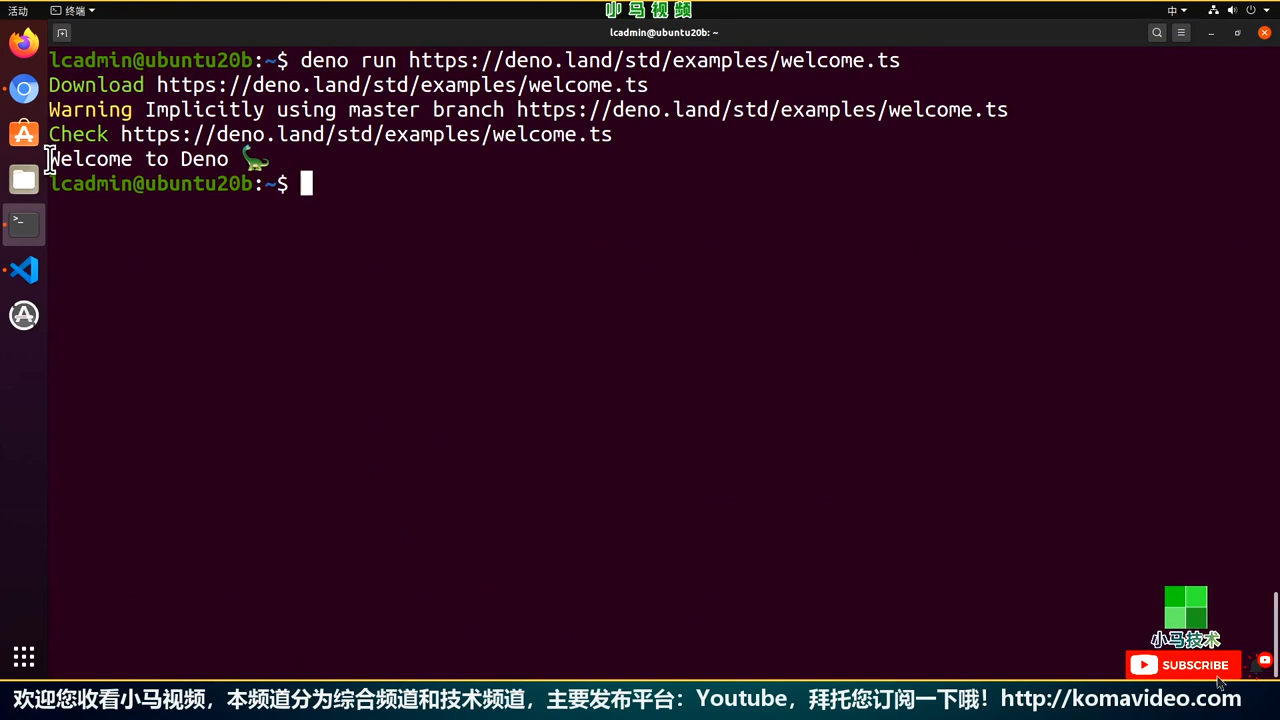 活动
终端
小马视频
中
lcadmin@ubuntu20b: ~
lcadmin@ubuntu20b:~$ deno run https://deno.land/std/examples/welcome.ts
Download https://deno.land/std/examples/welcome.ts
Warning Implicitly using master branch https://deno.land/std/examples/welcome.ts
Check https://deno.land/std/examples/welcome.ts
Welcome to Deno 🦕
lcadmin@ubuntu20b:~$
小马技术
SUBSCRIBE
欢迎您收看小马视频，本频道分为综合频道和技术频道，主要发布平台：Youtube，拜托您订阅一下哦！http://komavideo.com